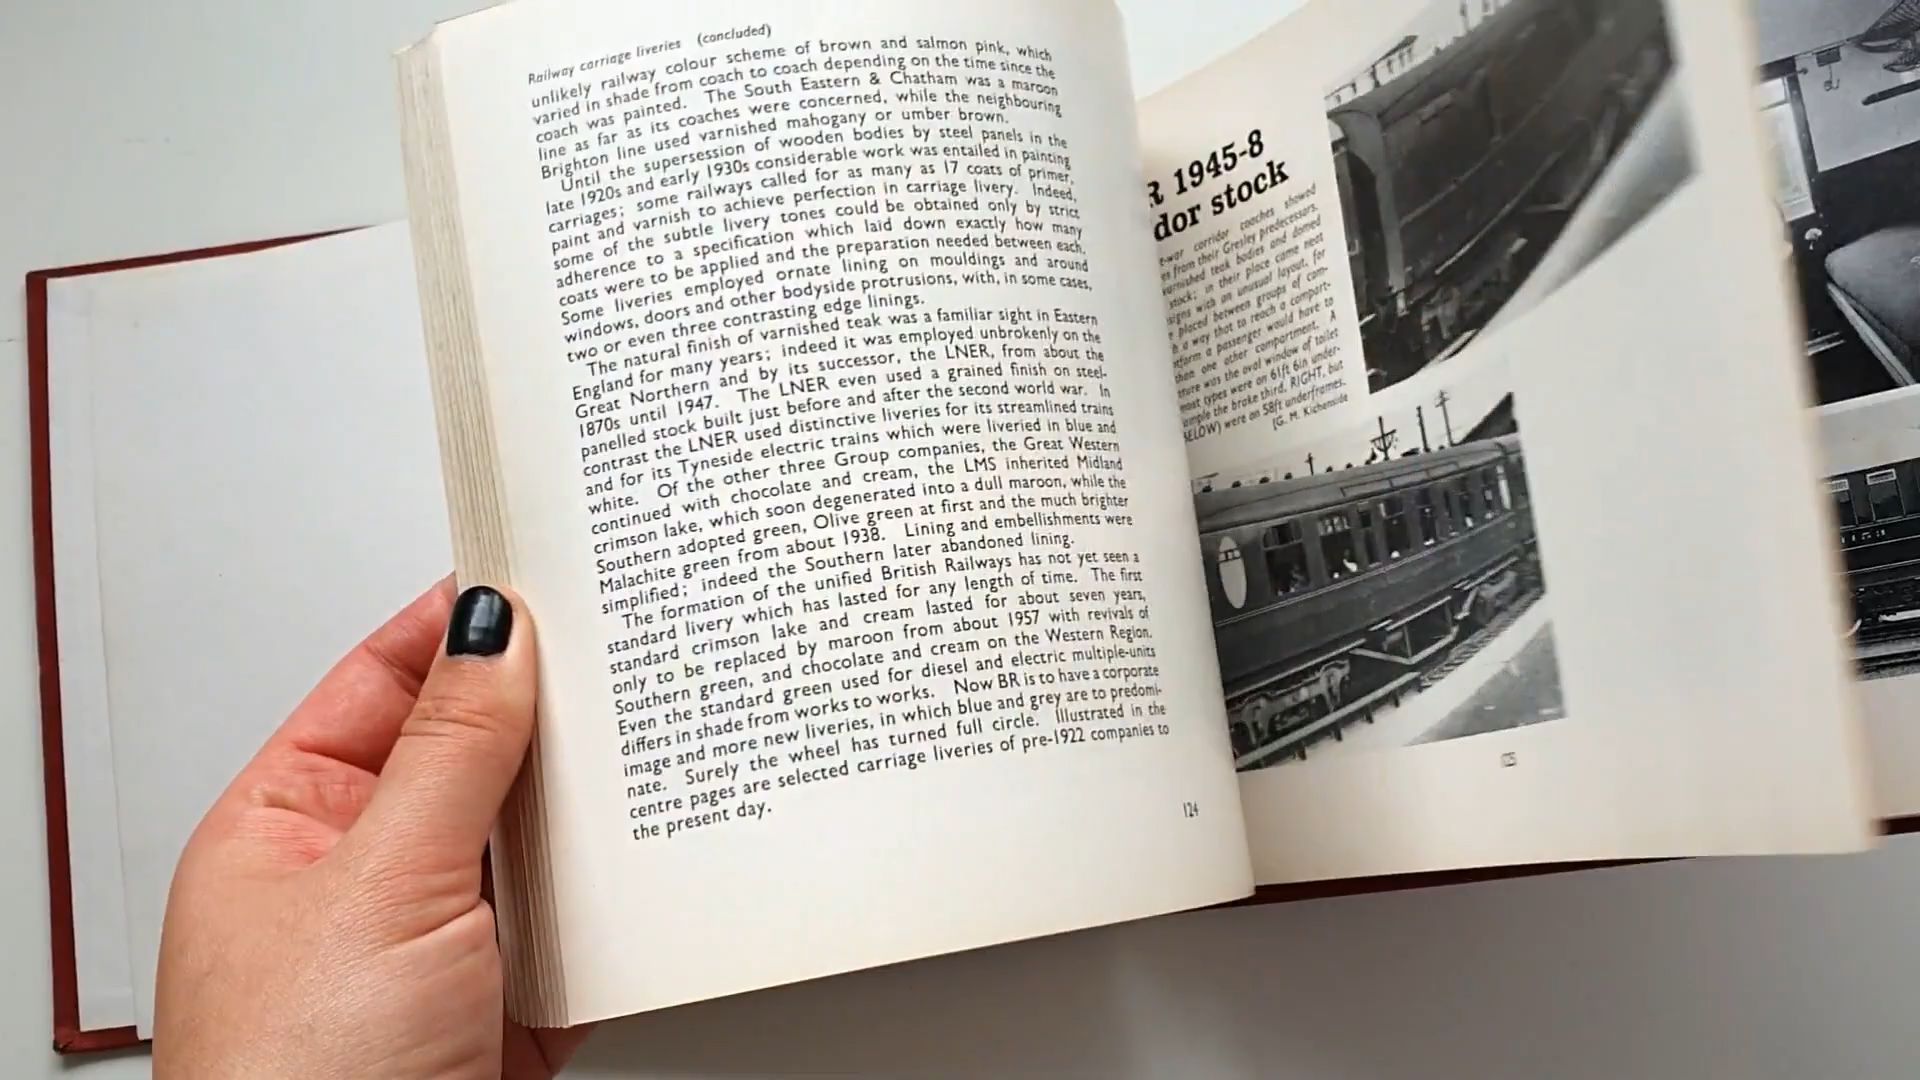 Railway carriage liveries (concluded)
unlikely railway colour scheme of brown and salmon pink, which
varied in shade from coach to coach depending on the time since the
coach was painted. The South Eastern & Chatham was a maroon
line as far as its coaches were concerned, while the neighbouring
Brighton line used varnished mahogany or umber brown.
Until the supersession of wooden bodies by steel panels in the
late 1920s and early 1930s considerable work was entailed in painting
carriages; some railways called for as many as 17 coats of primer,
paint and varnish to achieve perfection in carriage livery. Indeed,
some of the subtle livery tones could be obtained only by strict
adherence to a specification which laid down exactly how many
coats were to be applied and the preparation needed between each.
Some liveries employed ornate lining on mouldings and around
windows, doors and other bodyside protrusions, with, in some cases,
two or even three contrasting edge linings.
The natural finish of varnished teak was a familiar sight in Eastern
England for many years; indeed it was employed unbrokenly on the
Great Northern and by its successor, the LNER, from about the
1870s until 1947. The LNER even used a grained finish on steel-
panelled stock built just before and after the second world war. In
contrast the LNER used distinctive liveries for its streamlined trains
and for its Tyneside electric trains which were liveried in blue and
white. Of the other three Group companies, the Great Western
continued with chocolate and cream, the LMS inherited Midland
crimson lake, which soon degenerated into a dull maroon, while the
Southern adopted green, Olive green at first and the much brighter
Malachite green from about 1938. Lining and embellishments were
simplified; indeed the Southern later abandoned lining.
The formation of the unified British Railways has not yet seen a
standard livery which has lasted for any length of time. The first
standard crimson lake and cream lasted for about seven years,
only to be replaced by maroon from about 1957 with revivals of
Southern green, and chocolate and cream on the Western Region.
Even the standard green used for diesel and electric multiple-units
differs in shade from works to works. Now BR is to have a corporate
image and more new liveries, in which blue and grey are to predomi-
nate. Surely the wheel has turned full circle. Illustrated in the
centre pages are selected carriage liveries of pre-1922 companies to
the present day.
124
R 1945-8
dor stock
corridor coaches showed
from their Gresley predecessors.
varnished teak bodies and domed
stock; in their place came neat
signs with an unusual layout, for
placed between groups of com-
a way that to reach a compart-
a passenger would have to
than one other compartment. A
was the oval window of toilet
most types were on 61ft 6in under-
the brake third, RIGHT, but
BELOW) were on 58ft underframes.
[G. M. Kichenside
125